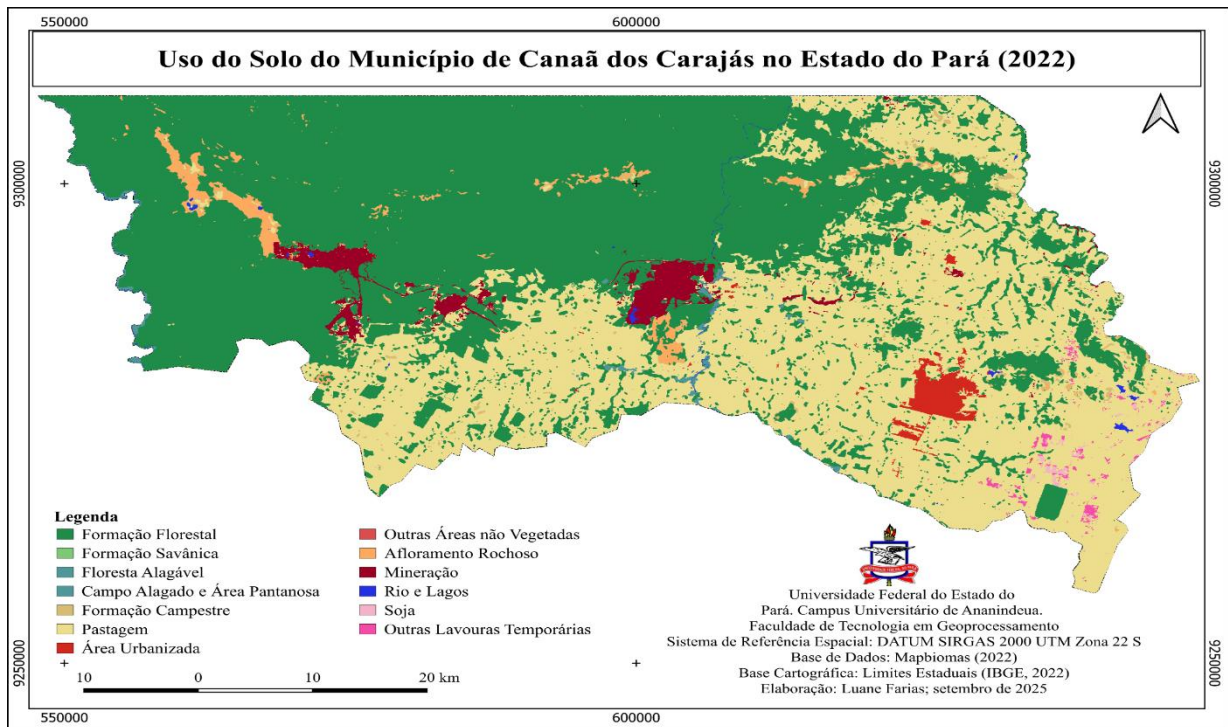 550000
600000
Uso do Solo do Município de Canaã dos Carajás no Estado do Pará (2022)
9300000
9300000
Legenda
Formação Florestal
Formação Savânica
Floresta Alagável
Campo Alagado e Área Pantanosa
Formação Campestre
Pastagem
Área Urbanizada
Outras Áreas não Vegetadas
Afloramento Rochoso
Mineração
Rio e Lagos
Soja
Outras Lavouras Temporárias
Universidade Federal do Estado do
Pará. Campus Universitário de Ananindeua.
Faculdade de Tecnologia em Geoprocessamento
Sistema de Referência Espacial: DATUM SIRGAS 2000 UTM Zona 22 S
Base de Dados: Mapbiomas (2022)
Base Cartográfica: Limites Estaduais (IBGE, 2022)
Elaboração: Luane Farias; setembro de 2025
9250000
9250000
10 0 10 20 km
550000
600000